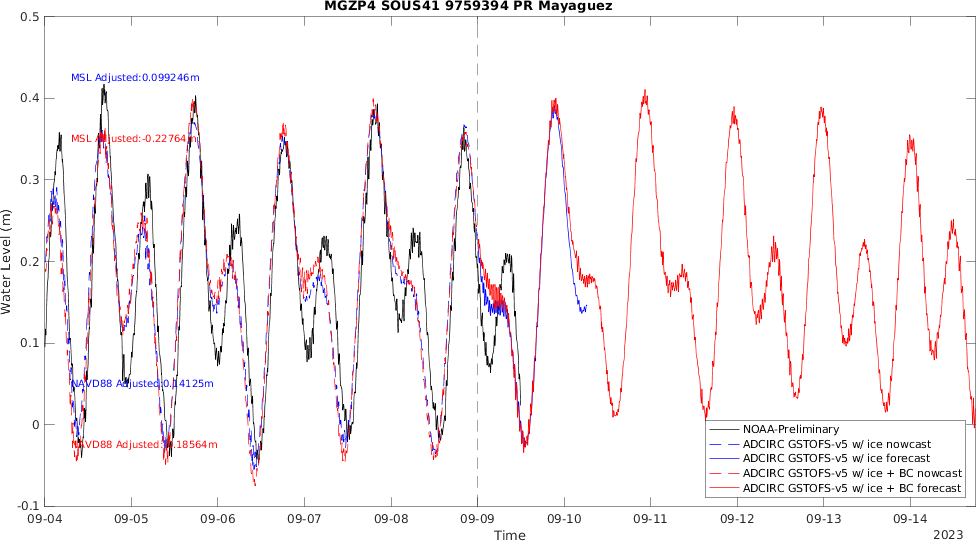 MGZP4 SOUS41 9759394 PR Mayaguez
0.5
0.4
0.3
0.2
0.1
0
-0.1
Water Level (m)
MSL Adjusted:0.099246m
MSL Adjusted:-0.22764m
NAVD88 Adjusted:0.14125m
NAVD88 Adjusted:-0.18564m
NOAA-Preliminary
ADCIRC GSTOFS-v5 w/ ice nowcast
ADCIRC GSTOFS-v5 w/ ice forecast
ADCIRC GSTOFS-v5 w/ ice + BC nowcast
ADCIRC GSTOFS-v5 w/ ice + BC forecast
09-04 09-05 09-06 09-07 09-08 09-09 09-10 09-11 09-12 09-13 09-14
Time
2023